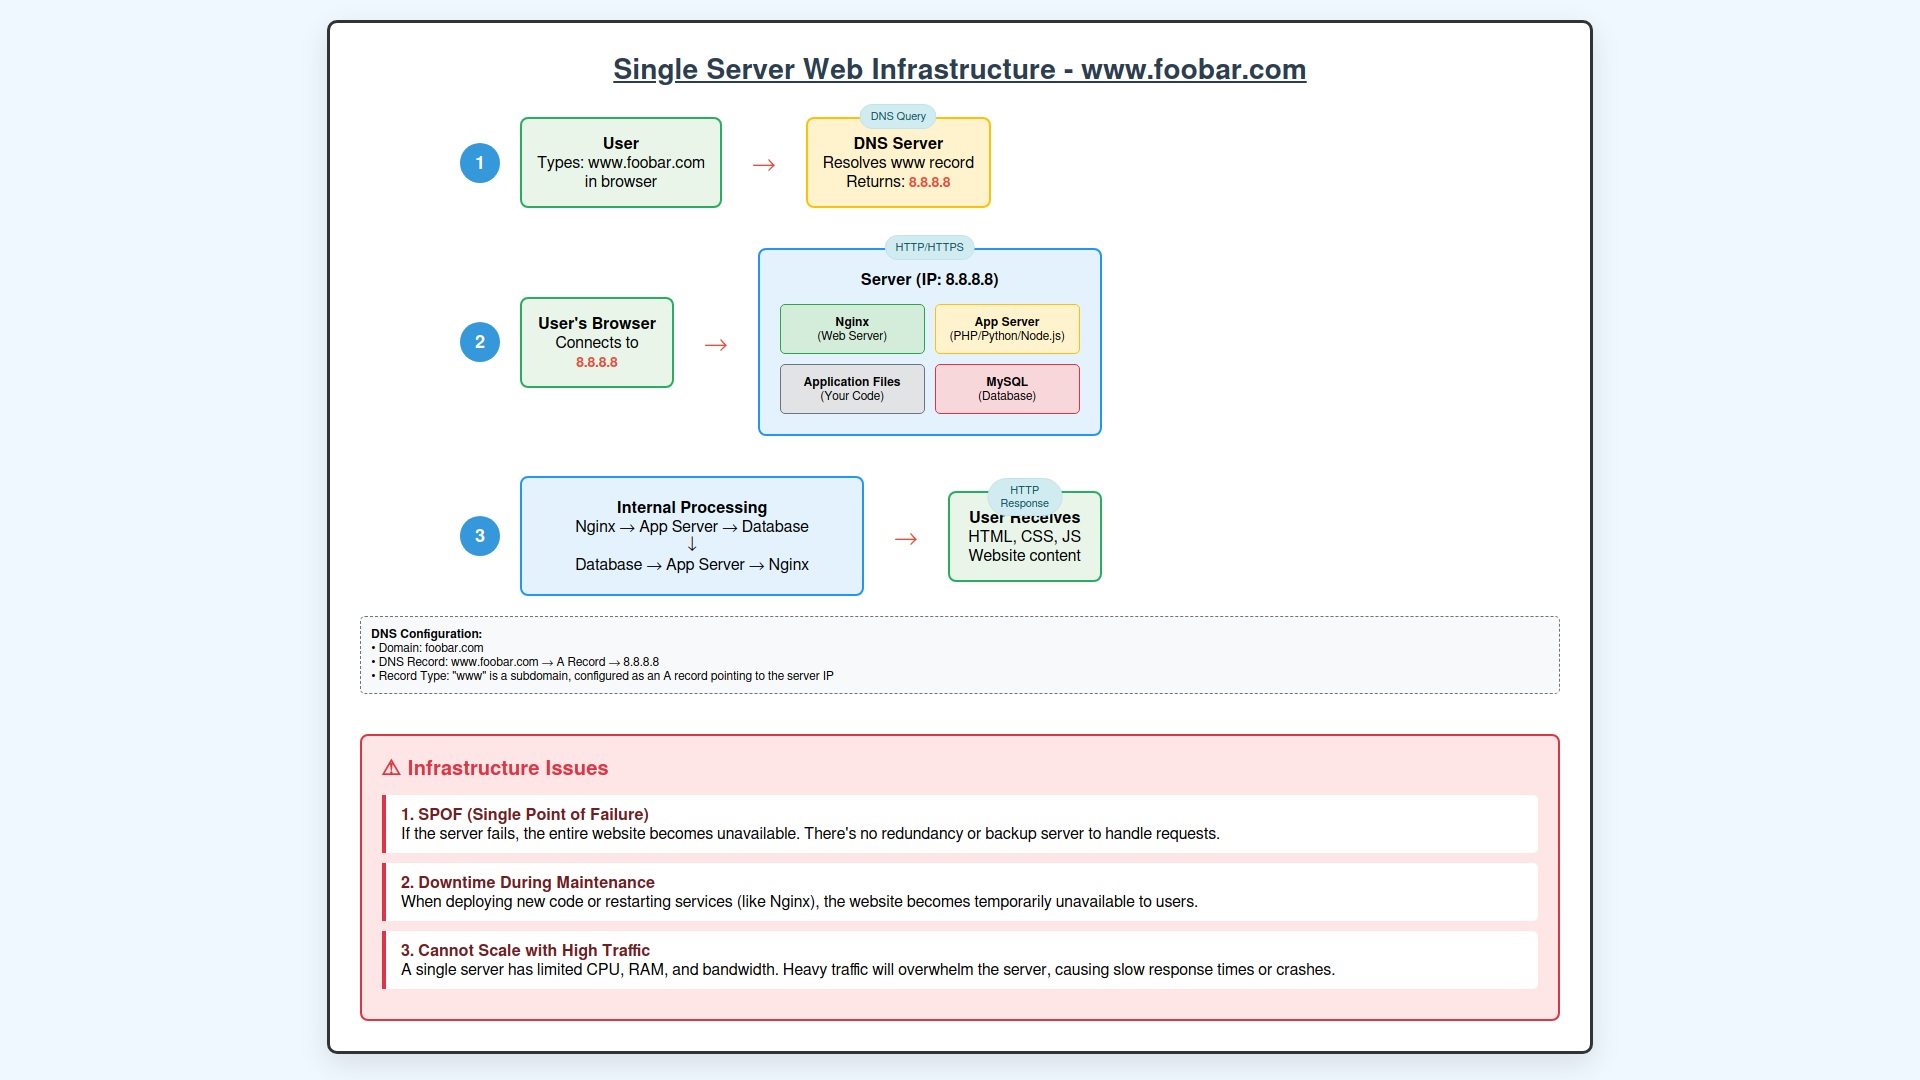 Single Server Web Infrastructure - www.foobar.com
1
User
Types: www.foobar.com
in browser
→
DNS Query
DNS Server
Resolves www record
Returns: 8.8.8.8
2
User's Browser
Connects to
8.8.8.8
→
HTTP/HTTPS
Server (IP: 8.8.8.8)
Nginx
(Web Server)
App Server
(PHP/Python/Node.js)
Application Files
(Your Code)
MySQL
(Database)
3
Internal Processing
Nginx → App Server → Database
↓
Database → App Server → Nginx
→
HTTP
Response
User Receives
HTML, CSS, JS
Website content
DNS Configuration:
• Domain: foobar.com
• DNS Record: www.foobar.com → A Record → 8.8.8.8
• Record Type: "www" is a subdomain, configured as an A record pointing to the server IP
⚠ Infrastructure Issues
1. SPOF (Single Point of Failure)
If the server fails, the entire website becomes unavailable. There's no redundancy or backup server to handle requests.
2. Downtime During Maintenance
When deploying new code or restarting services (like Nginx), the website becomes temporarily unavailable to users.
3. Cannot Scale with High Traffic
A single server has limited CPU, RAM, and bandwidth. Heavy traffic will overwhelm the server, causing slow response times or crashes.